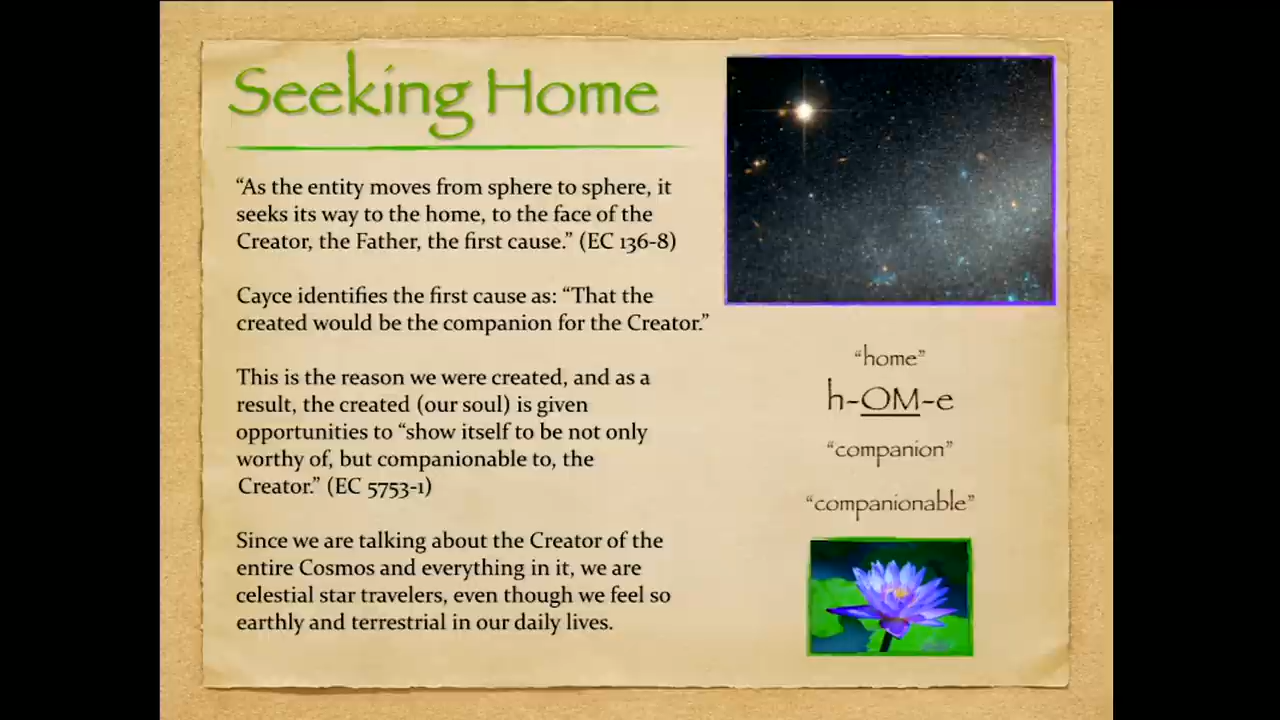 Seeking Home
“As the entity moves from sphere to sphere, it
seeks its way to the home, to the face of the
Creator, the Father, the first cause.” (EC 136-8)
Cayce identifies the first cause as: “That the
created would be the companion for the Creator.”
This is the reason we were created, and as a
result, the created (our soul) is given
opportunities to “show itself to be not only
worthy of, but companionable to, the
Creator.” (EC 5753-1)
Since we are talking about the Creator of the
entire Cosmos and everything in it, we are
celestial star travelers, even though we feel so
earthly and terrestrial in our daily lives.
“home”
h-OM-e
“companion”
“companionable”